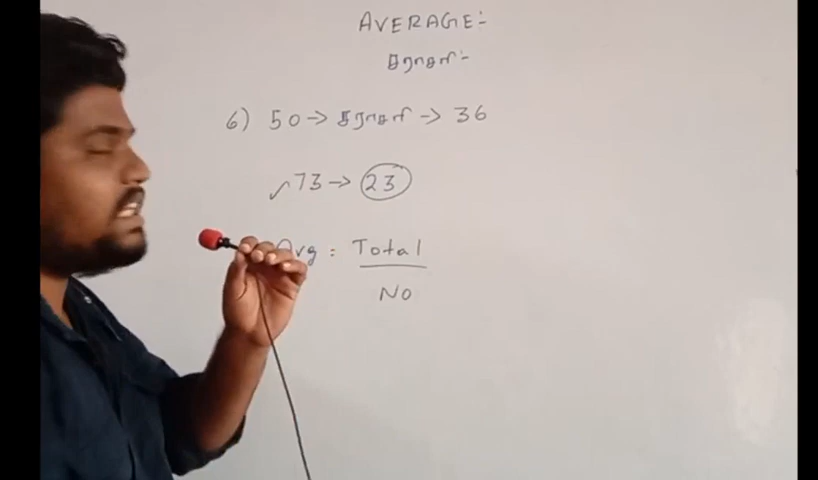 AVERAGE:-
சராசரி:-
6) 50 → சராசரி → 36
✓ 73 → 23
Avg = Total
No